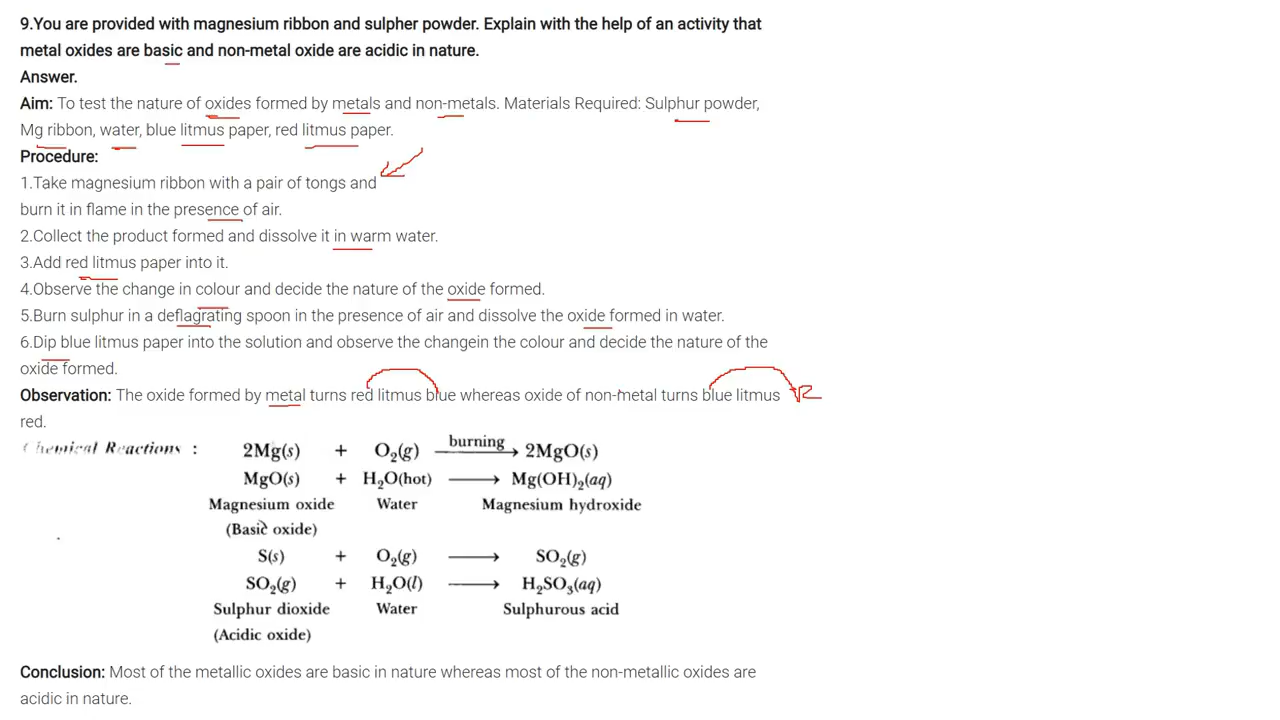 9.You are provided with magnesium ribbon and sulpher powder. Explain with the help of an activity that
metal oxides are basic and non-metal oxide are acidic in nature.
Answer.
Aim: To test the nature of oxides formed by metals and non-metals. Materials Required: Sulphur powder,
Mg ribbon, water, blue litmus paper, red litmus paper.
Procedure:
1.Take magnesium ribbon with a pair of tongs and
burn it in flame in the presence of air.
2.Collect the product formed and dissolve it in warm water.
3.Add red litmus paper into it.
4.Observe the change in colour and decide the nature of the oxide formed.
5.Burn sulphur in a deflagrating spoon in the presence of air and dissolve the oxide formed in water.
6.Dip blue litmus paper into the solution and observe the changein the colour and decide the nature of the
oxide formed.
Observation: The oxide formed by metal turns red litmus blue whereas oxide of non-metal turns blue litmus R
red.
Chemical Reactions : 2Mg(s) + O₂(g) burning → 2MgO(s)
MgO(s) + H₂O(hot) → Mg(OH)₂(aq)
Magnesium oxide Water Magnesium hydroxide
(Basic oxide)
S(s) + O₂(g) → SO₂(g)
SO₂(g) + H₂O(l) → H₂SO₃(aq)
Sulphur dioxide Water Sulphurous acid
(Acidic oxide)
Conclusion: Most of the metallic oxides are basic in nature whereas most of the non-metallic oxides are
acidic in nature.